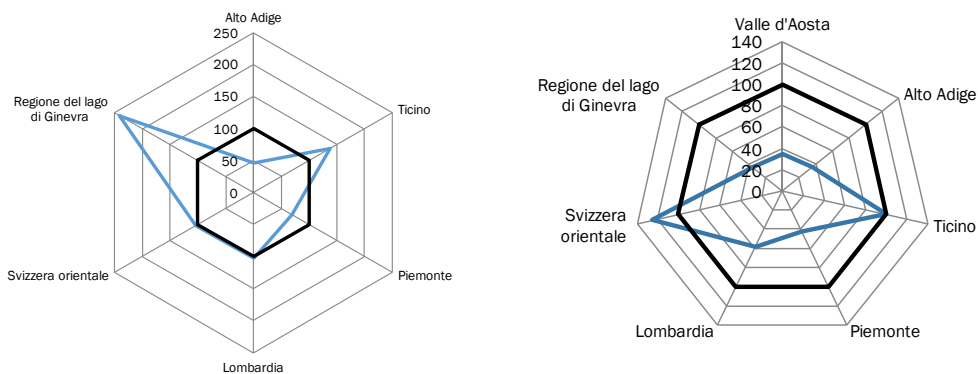 Alto Adige
250
200
150
100
50
0
Regione del lago
di Ginevra
Ticino
Svizzera orientale
Piemonte
Lombardia
Valle d'Aosta
140
120
100
80
60
40
20
0
Regione del lago
di Ginevra
Alto Adige
Svizzera
orientale
Ticino
Lombardia
Piemonte